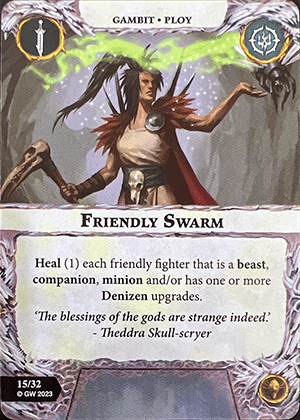 GAMBIT • PLOY
FRIENDLY SWARM
Heal (1) each friendly fighter that is a beast,
companion, minion and/or has one or more
Denizen upgrades.
'The blessings of the gods are strange indeed.'
- Theddra Skull-scryer
15/32
© GW 2023